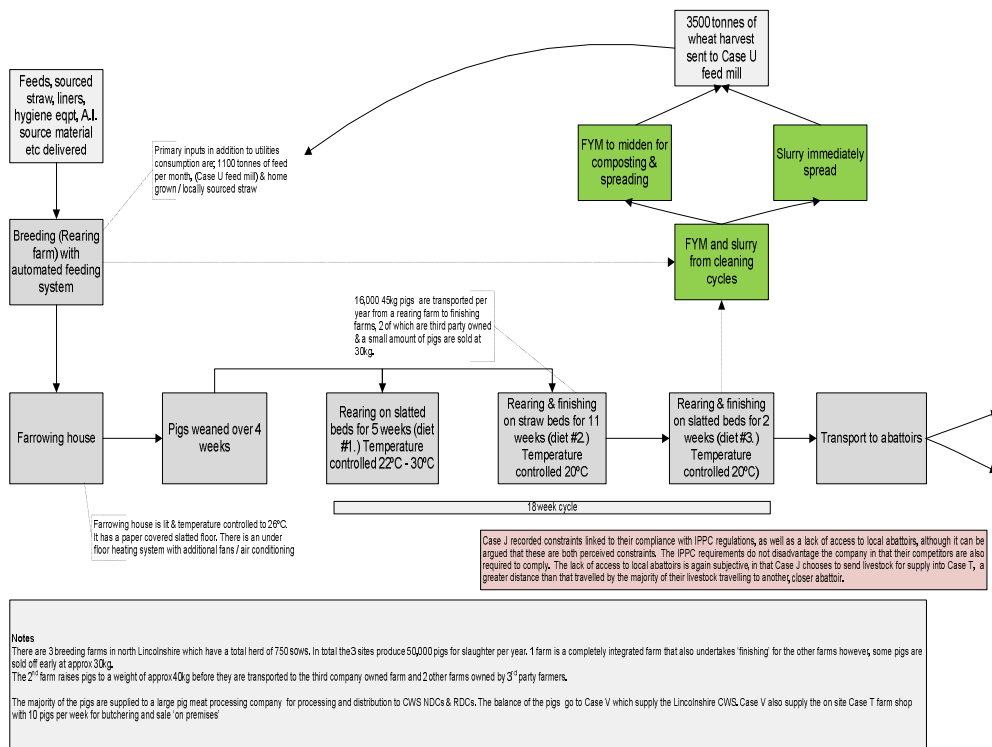 3500 tonnes of
wheat harvest
sent to Case U
feed mill
Feeds, sourced
straw, liners,
hygiene eqpt, A.I.
source material
etc delivered
Primary inputs in addition to utilities
consumption are; 1100 tonnes of feed
per month, (Case U feed mill) & home
grown / locally sourced straw
FYM to midden for
composting &
spreading
Slurry immediately
spread
Breeding (Rearing
farm) with
automated feeding
system
FYM and slurry
from cleaning
cycles
16,000 45kg pigs are transported per
year from a rearing farm to finishing
farms, 2 of which are third party owned
& a small amount of pigs are sold at
30kg.
Farrowing house
Pigs weaned over 4
weeks
Rearing on slatted
beds for 5 weeks (diet
#1.) Temperature
controlled 22ºC - 30ºC
Rearing & finishing
on straw beds for 11
weeks (diet #2.)
Temperature
controlled 20ºC
Rearing & finishing
on slatted beds for 2
weeks (diet #3.)
Temperature
controlled 20ºC)
Transport to abattoirs
18 week cycle
Farrowing house is lit & temperature controlled to 26ºC.
It has a paper covered slatted floor. There is an under
floor heating system with additional fans / air conditioning
Case J recorded constraints linked to their compliance with IPPC regulations, as well as a lack of access to local abattoirs, although it can be
argued that these are both perceived constraints. The IPPC requirements do not disadvantage the company in that their competitors are also
required to comply. The lack of access to local abattoirs is again subjective, in that Case J chooses to send livestock for supply into Case T, a
greater distance than that travelled by the majority of their livestock travelling to another, closer abattoir.
Notes
There are 3 breeding farms in north Lincolnshire which have a total herd of 750 sows. In total the 3 sites produce 50,000 pigs for slaughter per year. 1 farm is a completely integrated farm that also undertakes 'finishing' for the other farms however, some pigs are
sold off early at approx 30kg.
The 2nd farm raises pigs to a weight of approx 40kg before they are transported to the third company owned farm and 2 other farms owned by 3rd party farmers.
The majority of the pigs are supplied to a large pig meat processing company for processing and distribution to CWS NDCs & RDCs. The balance of the pigs go to Case V which supply the Lincolnshire CWS. Case V also supply the on site Case T farm shop
with 10 pigs per week for butchering and sale 'on premises'